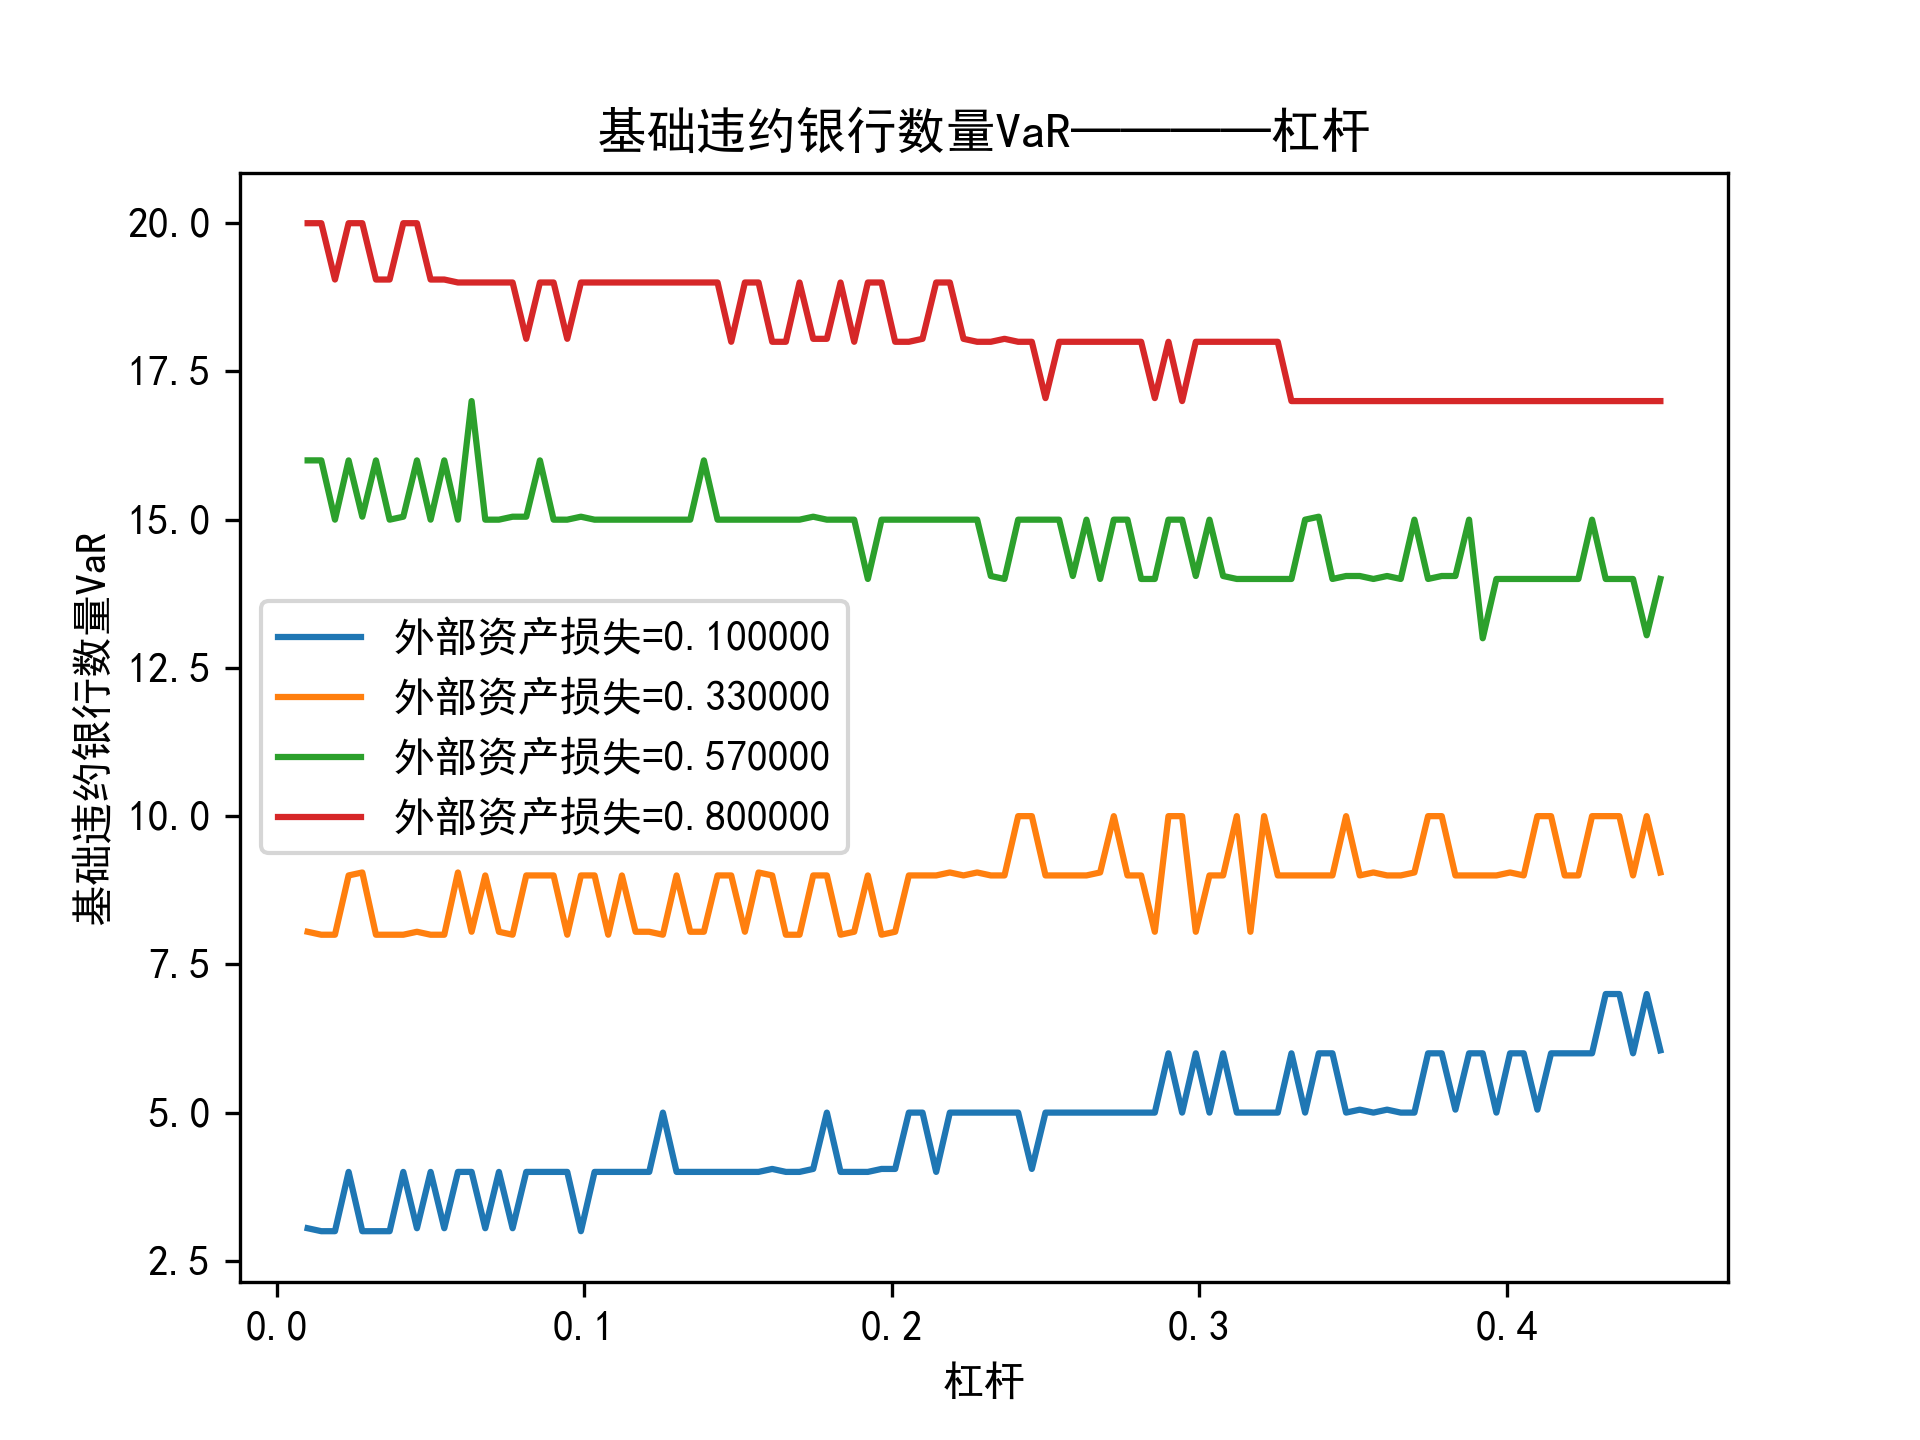 基础违约银行数量VaR————杠杆
基础违约银行数量VaR
20.0
17.5
15.0
12.5
10.0
7.5
5.0
2.5
外部资产损失=0.100000
外部资产损失=0.330000
外部资产损失=0.570000
外部资产损失=0.800000
0.0 0.1 0.2 0.3 0.4
杠杆